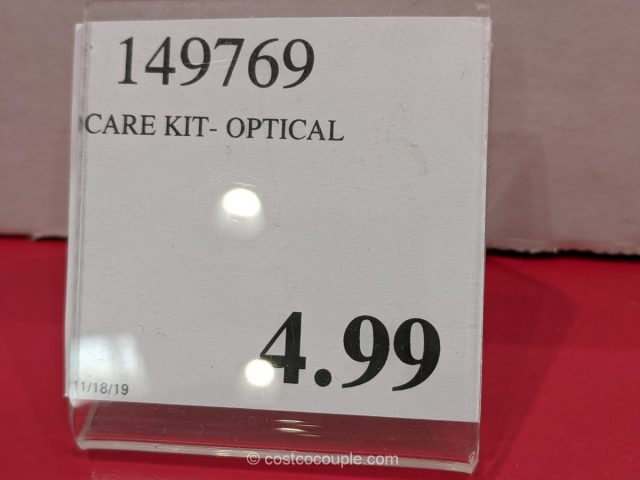 149769
CARE KIT- OPTICAL
4.99
11/18/19
© costcocouple.com